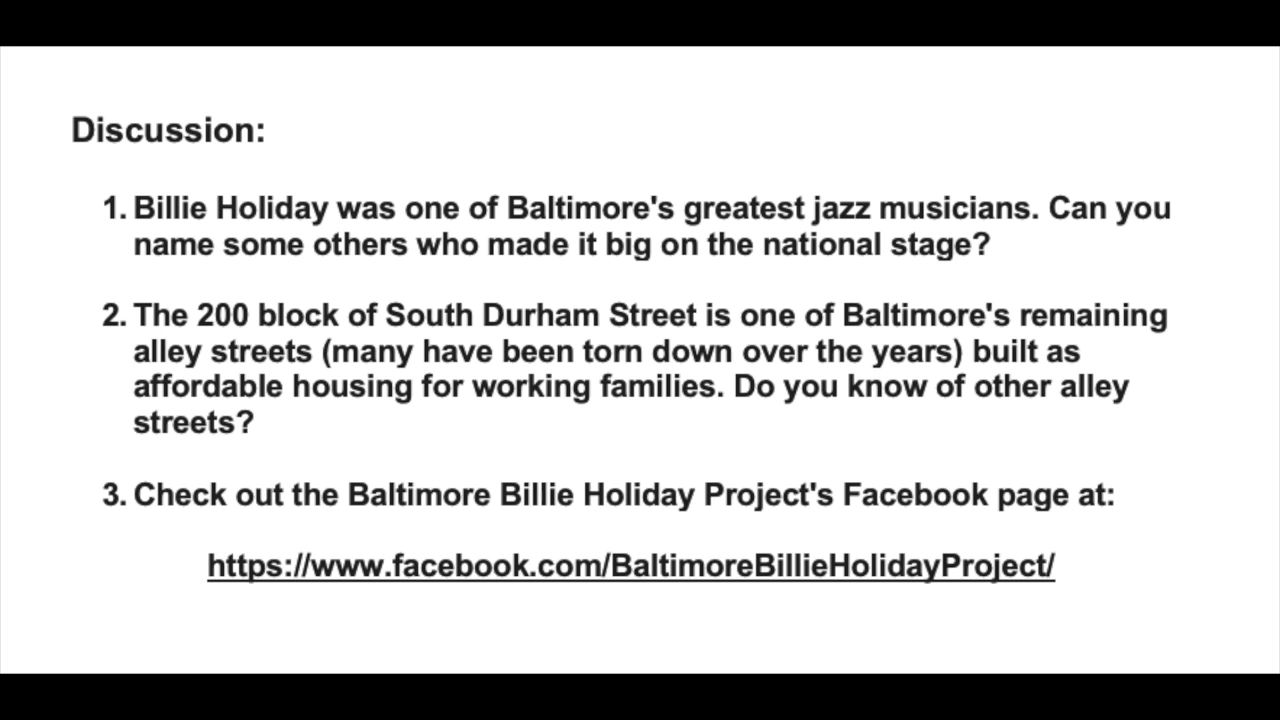 Discussion:
1. Billie Holiday was one of Baltimore's greatest jazz musicians. Can you
name some others who made it big on the national stage?
2. The 200 block of South Durham Street is one of Baltimore's remaining
alley streets (many have been torn down over the years) built as
affordable housing for working families. Do you know of other alley
streets?
3. Check out the Baltimore Billie Holiday Project's Facebook page at:
https://www.facebook.com/BaltimoreBillieHolidayProject/